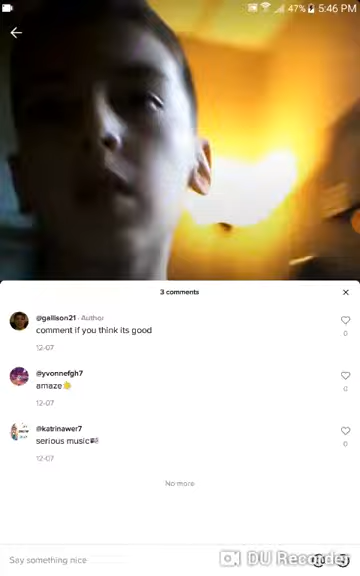 47% 5:46 PM
3 comments
@gallison21 · Author
comment if you think its good
12-07
0
@yvonnefgh7
amaze
12-07
0
@katrinawer7
serious music
12-07
0
No more
Say something nice
DU Recorder